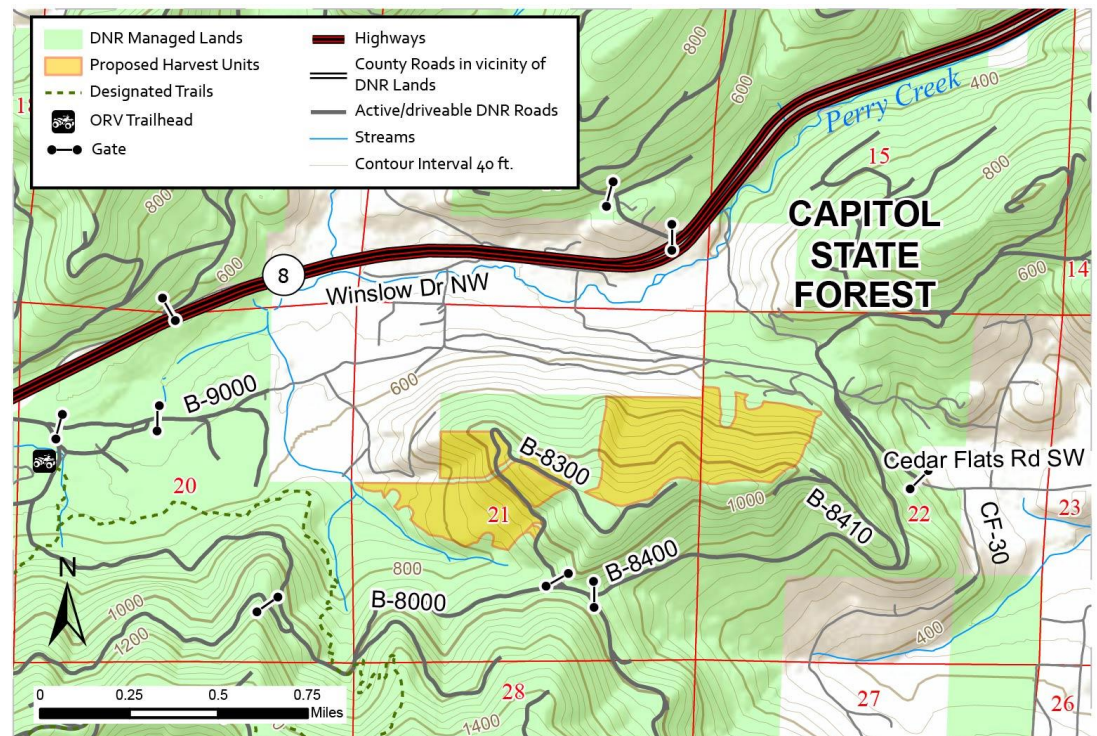 DNR Managed Lands
Proposed Harvest Units
Designated Trails
ORV Trailhead
Gate
Highways
County Roads in vicinity of
DNR Lands
Active/driveable DNR Roads
Streams
Contour Interval 40 ft.
800
600
Perry Creek
400
15
800
800
CAPITOL
STATE
FOREST
600
14
600
8
Winslow Dr NW
B-9000
600
20
B-8300
21
1000
Cedar Flats Rd SW
B-8410
22
23
CF-30
B-8400
800
B-8000
N
1000
1200
400
28
27
26
1400
0
0.25
0.5
0.75
Miles